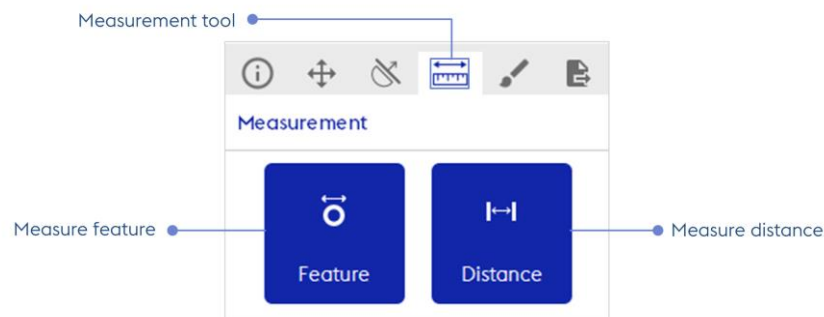 Measurement tool
Measurement
Measure feature
Feature
Distance
Measure distance